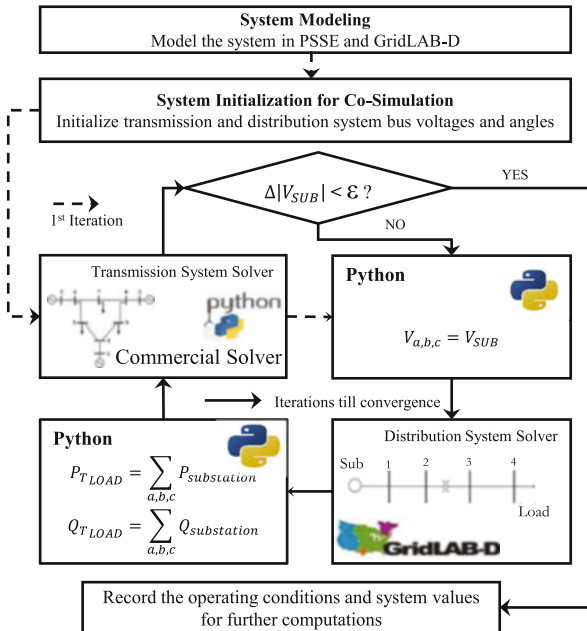 System Modeling
Model the system in PSSE and GridLAB-D
System Initialization for Co-Simulation
Initialize transmission and distribution system bus voltages and angles
Δ|V_SUB| < ε ?
YES
NO
1st Iteration
Transmission System Solver
python
Commercial Solver
Python
V_a,b,c = V_SUB
Iterations till convergence
Python
P_T LOAD = ∑ a,b,c P_substation
Q_T LOAD = ∑ a,b,c Q_substation
Distribution System Solver
Sub
1
2
3
4
Load
GridLAB-D
Record the operating conditions and system values
for further computations